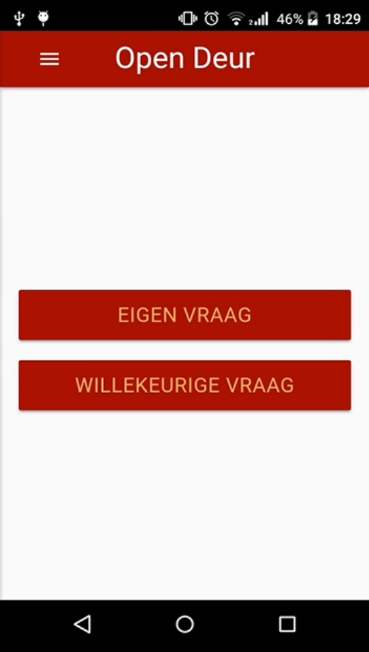 46% 18:29
Open Deur
EIGEN VRAAG
WILLEKEURIGE VRAAG